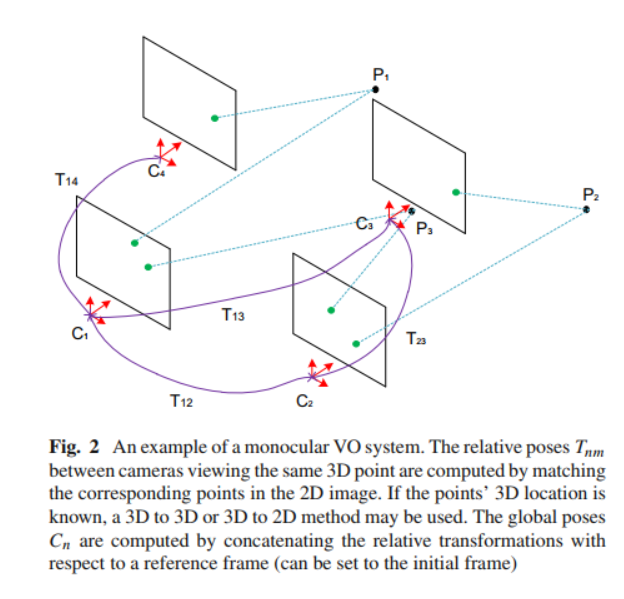 P₁
C₄
T₁₄
P₂
C₃
P₃
T₁₃
C₁
T₂₃
T₁₂
C₂
Fig. 2 An example of a monocular VO system. The relative poses Tₙₘ
between cameras viewing the same 3D point are computed by matching
the corresponding points in the 2D image. If the points’ 3D location is
known, a 3D to 3D or 3D to 2D method may be used. The global poses
Cₙ are computed by concatenating the relative transformations with
respect to a reference frame (can be set to the initial frame)